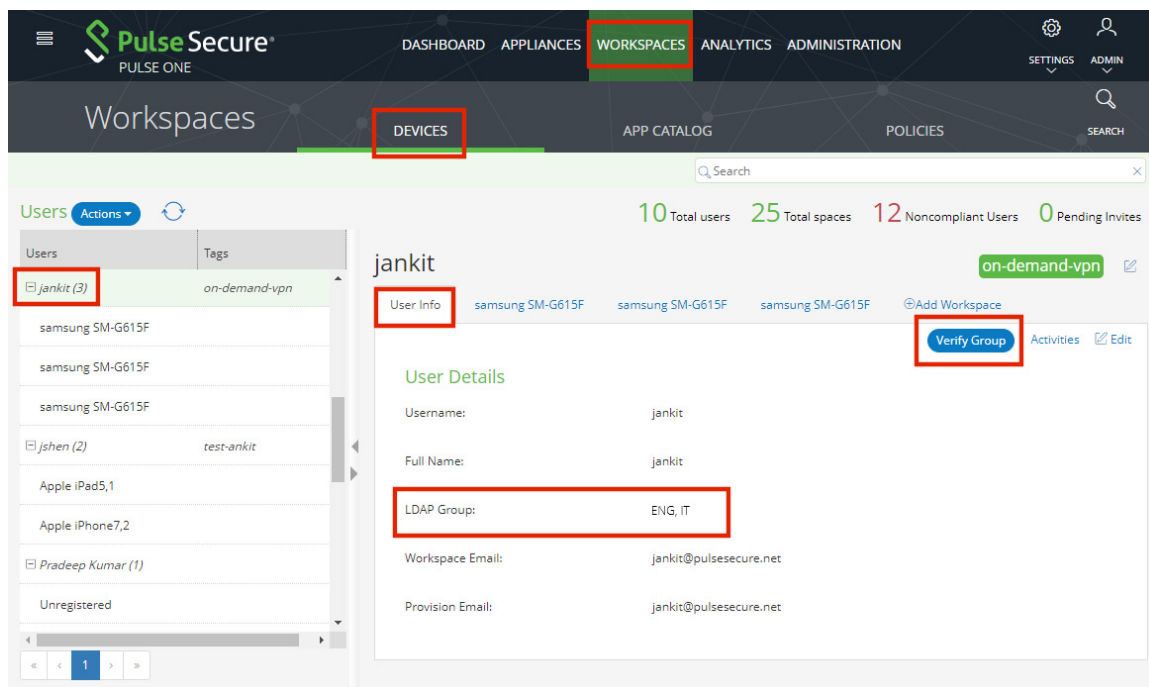 Pulse Secure®
PULSE ONE
DASHBOARD APPLIANCES WORKSPACES ANALYTICS ADMINISTRATION
SETTINGS ADMIN
Workspaces
DEVICES APP CATALOG POLICIES
SEARCH
Search
Users Actions
10 Total users 25 Total spaces 12 Noncompliant Users 0 Pending Invites
Users Tags
jankit (3) on-demand-vpn
samsung SM-G615F
samsung SM-G615F
samsung SM-G615F
jshen (2) test-ankit
Apple iPad5,1
Apple iPhone7,2
Pradeep Kumar (1)
Unregistered
« ‹ 1 › »
jankit
on-demand-vpn
User Info samsung SM-G615F samsung SM-G615F samsung SM-G615F Add Workspace
Verify Group Activities Edit
User Details
Username: jankit
Full Name: jankit
LDAP Group: ENG, IT
Workspace Email: jankit@pulsesecure.net
Provision Email: jankit@pulsesecure.net